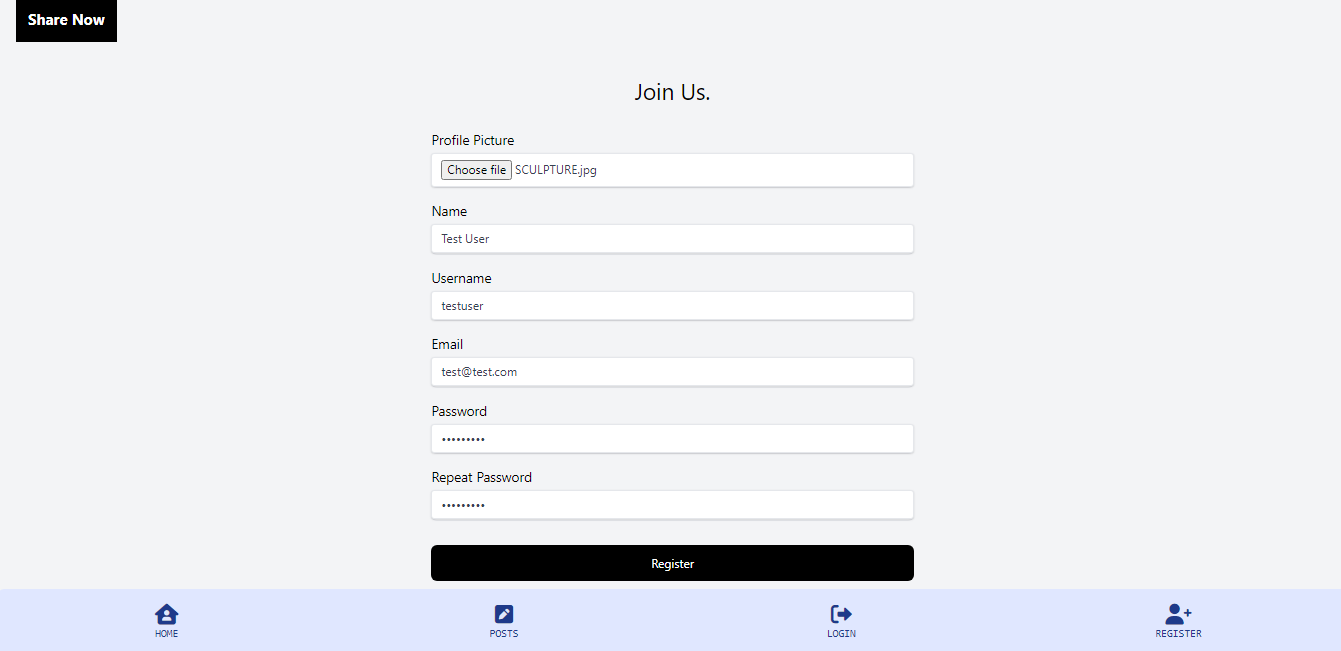 Share Now
Join Us.
Profile Picture
Choose file SCULPTURE.jpg
Name
Test User
Username
testuser
Email
test@test.com
Password
•••••••••
Repeat Password
•••••••••
Register
HOME POSTS LOGIN REGISTER